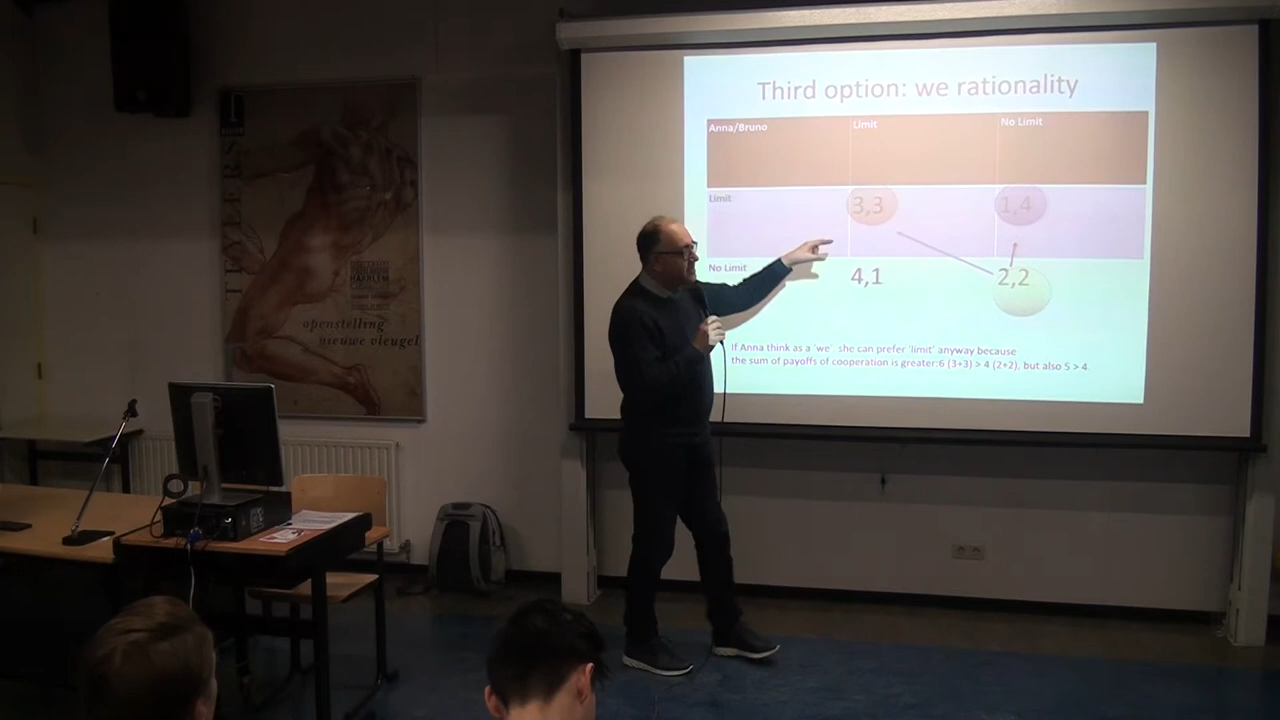 Third option: we rationality
Anna/Bruno Limit No Limit
Limit 3,3 1,4
No Limit 4,1 2,2
If Anna think as a 'we'. she can prefer 'limit' anyway because
the sum of payoffs of cooperation is greater:6 (3+3) > 4 (2+2), but also 5 > 4.
TEYLERS
HAARLEM
openstelling
nieuwe vleugel